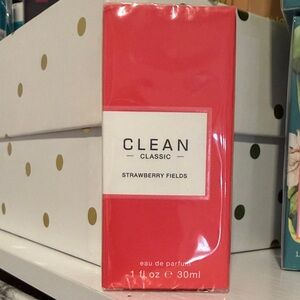 CLEAN
— CLASSIC —
STRAWBERRY FIELDS
eau de parfum
1 fl oz ℮ 30ml